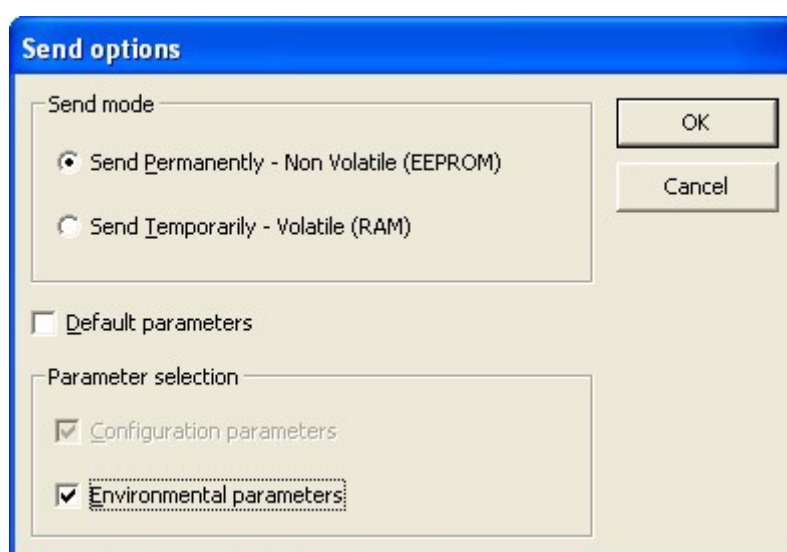 Send options
Send mode
OK
Send Permanently - Non Volatile (EEPROM)
Cancel
Send Temporarily - Volatile (RAM)
Default parameters
Parameter selection
Configuration parameters
Environmental parameters